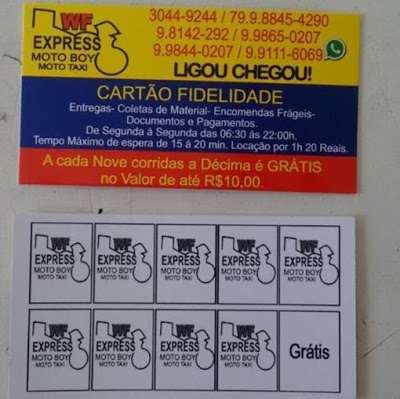 WF
EXPRESS
MOTO BOY
MOTO TAXI
3044-9244 / 79.9.8845-4290
9.8142-292 / 9.9865-0207
9.9844-0207 / 9.9111-6069
LIGOU CHEGOU!
CARTÃO FIDELIDADE
Entregas- Coletas de Material- Encomendas Frágeis-
Documentos e Pagamentos.
De Segunda à Segunda das 06:30 ás 22:00h.
Tempo Máximo de espera de 15 á 20 min. Locação por 1h 20 Reais.
A cada Nove corridas a Décima é GRÁTIS
no Valor de até R$10,00.
WF WF WF WF WF
EXPRESS EXPRESS EXPRESS EXPRESS EXPRESS
MOTO BOY MOTO BOY MOTO BOY MOTO BOY MOTO BOY
MOTO TAXI MOTO TAXI MOTO TAXI MOTO TAXI MOTO TAXI
WF WF WF WF
EXPRESS EXPRESS EXPRESS EXPRESS Grátis
MOTO BOY MOTO BOY MOTO BOY MOTO BOY
MOTO TAXI MOTO TAXI MOTO TAXI MOTO TAXI